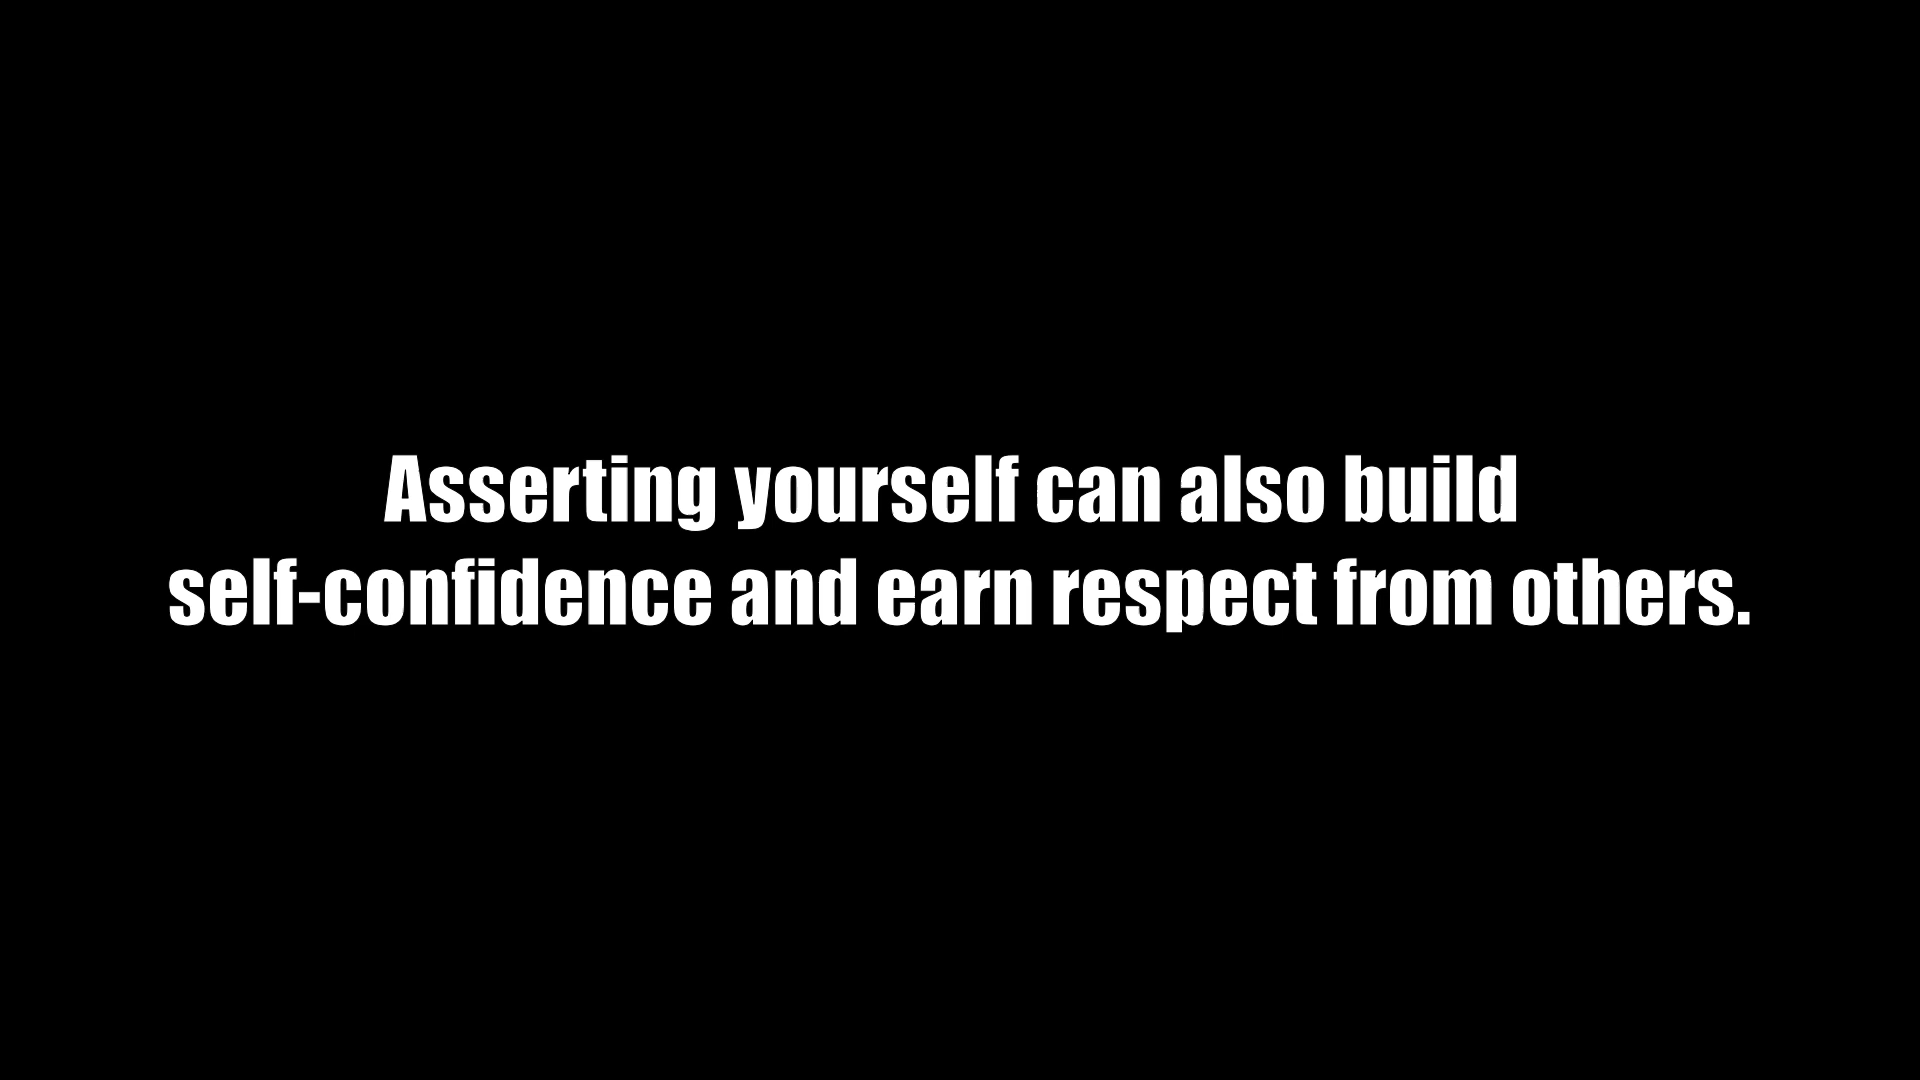 Asserting yourself can also build
self-confidence and earn respect from others.